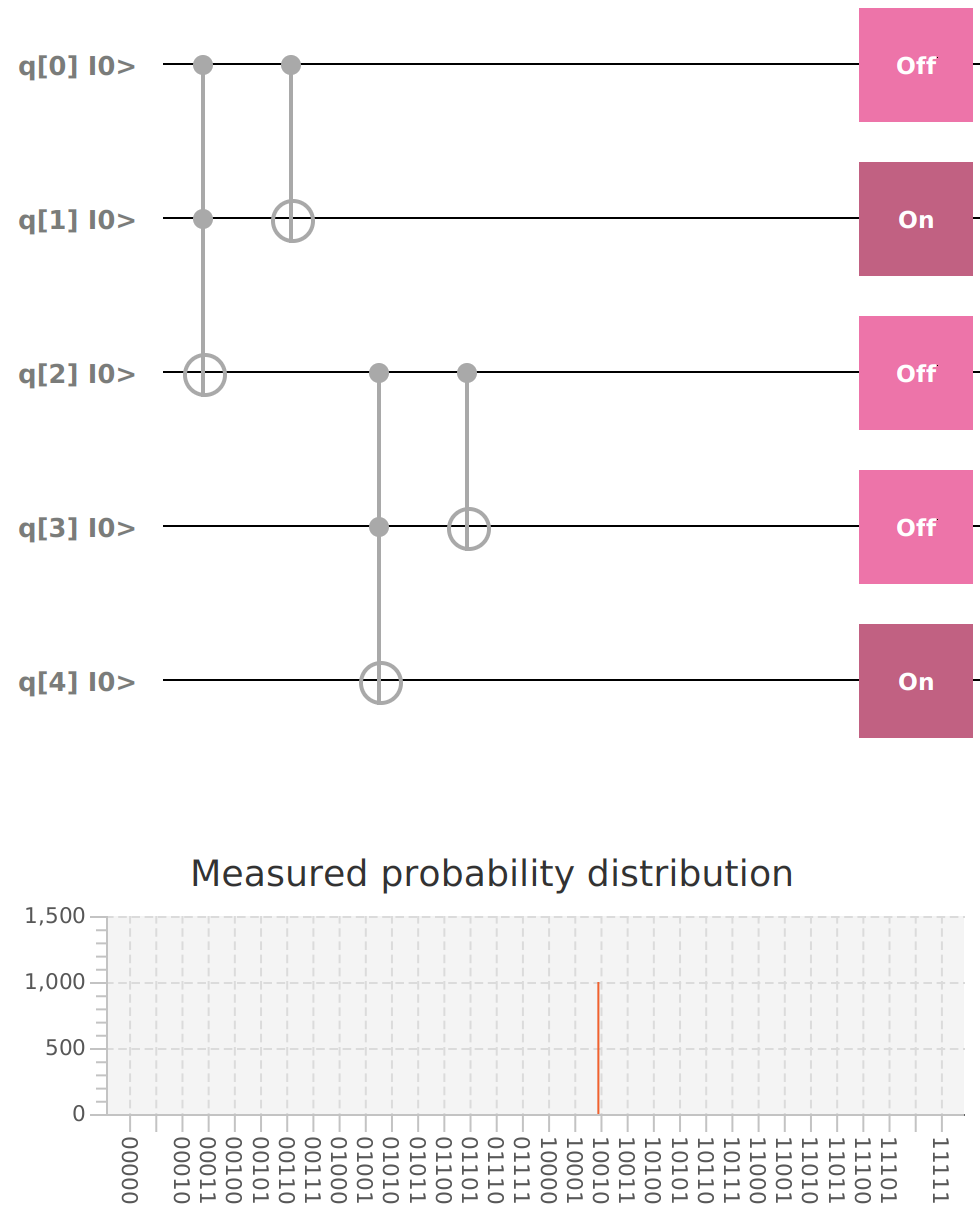 q[0] I0> Off
q[1] I0> On
q[2] I0> Off
q[3] I0> Off
q[4] I0> On
Measured probability distribution
1,500
1,000
500
0
00000 00010 00011 00100 00101 00110 00111 01000 01001 01010 01011 01100 01101 01110 01111 10000 10001 10010 10011 10100 10101 10110 10111 11000 11001 11010 11011 11100 11101 11111